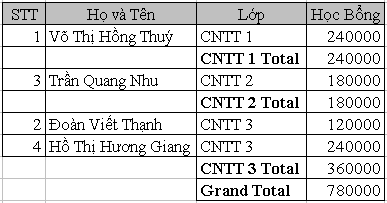 STT Họ và Tên Lớp Học Bổng
1 Võ Thị Hồng Thuý CNTT 1 240000
CNTT 1 Total 240000
3 Trần Quang Nhu CNTT 2 180000
CNTT 2 Total 180000
2 Đoàn Viết Thạnh CNTT 3 120000
4 Hồ Thị Hương Giang CNTT 3 240000
CNTT 3 Total 360000
Grand Total 780000